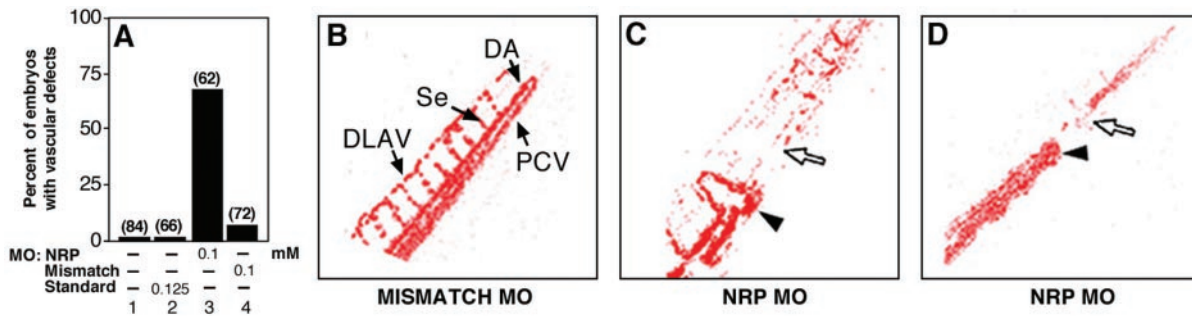 100
75
50
25
0
Percent of embryos
with vascular defects
A
(84)
(66)
(62)
(72)
MO: NRP – – 0.1 – mM
Mismatch – – – 0.1
Standard – 0.125 – –
1 2 3 4
B
DA
Se
DLAV
PCV
MISMATCH MO
C
NRP MO
D
NRP MO